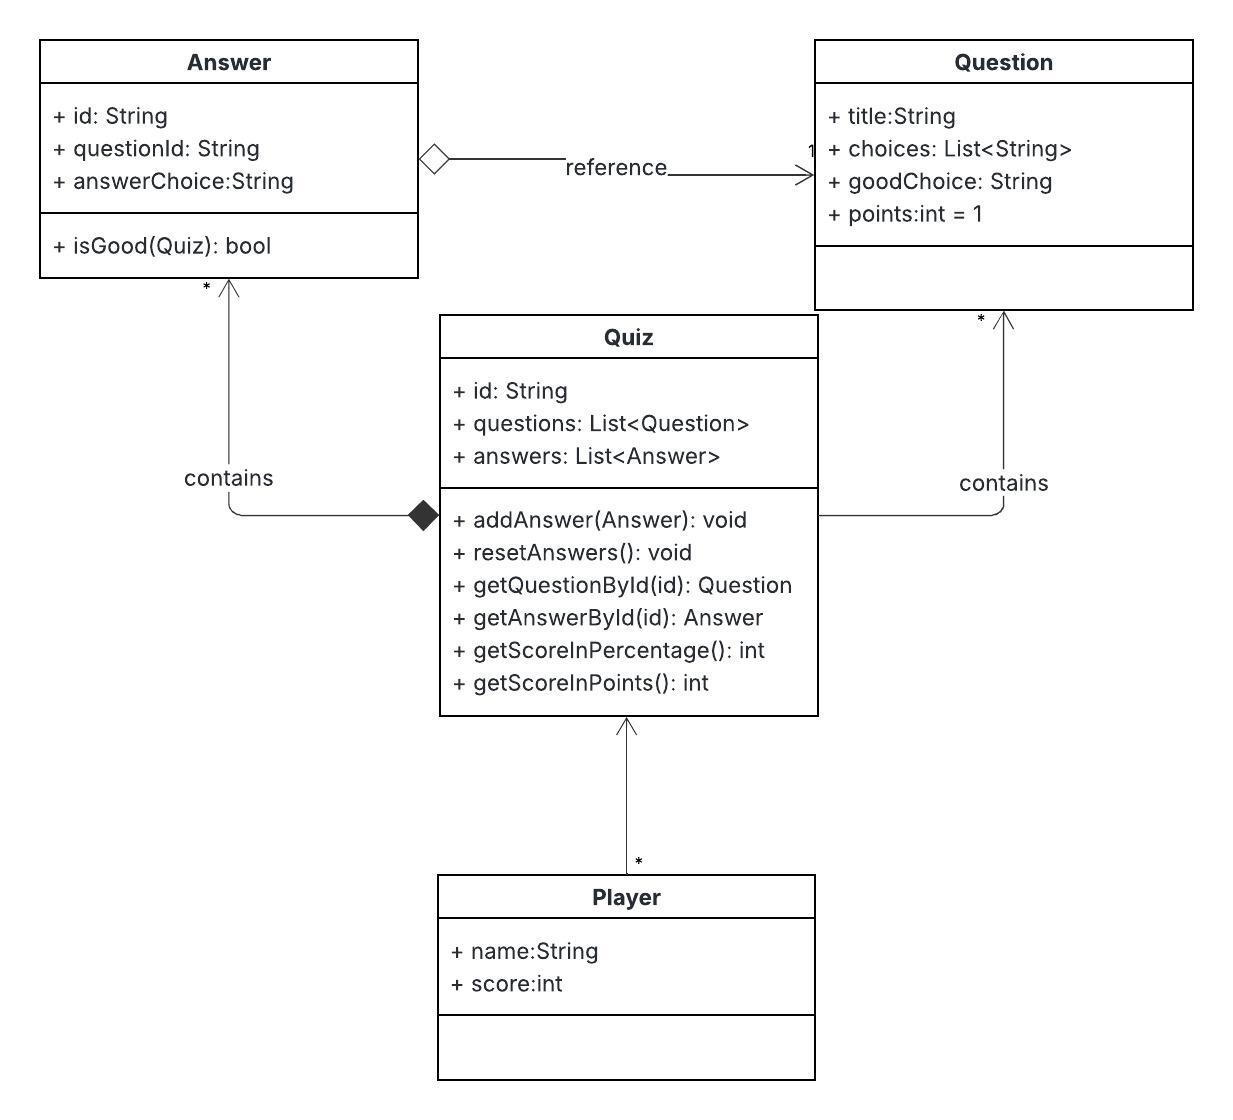 Answer
+ id: String
+ questionId: String
+ answerChoice:String
+ isGood(Quiz): bool
reference
1
Question
+ title:String
+ choices: List<String>
+ goodChoice: String
+ points:int = 1
*
*
contains
contains
Quiz
+ id: String
+ questions: List<Question>
+ answers: List<Answer>
+ addAnswer(Answer): void
+ resetAnswers(): void
+ getQuestionById(id): Question
+ getAnswerById(id): Answer
+ getScoreInPercentage(): int
+ getScoreInPoints(): int
*
Player
+ name:String
+ score:int